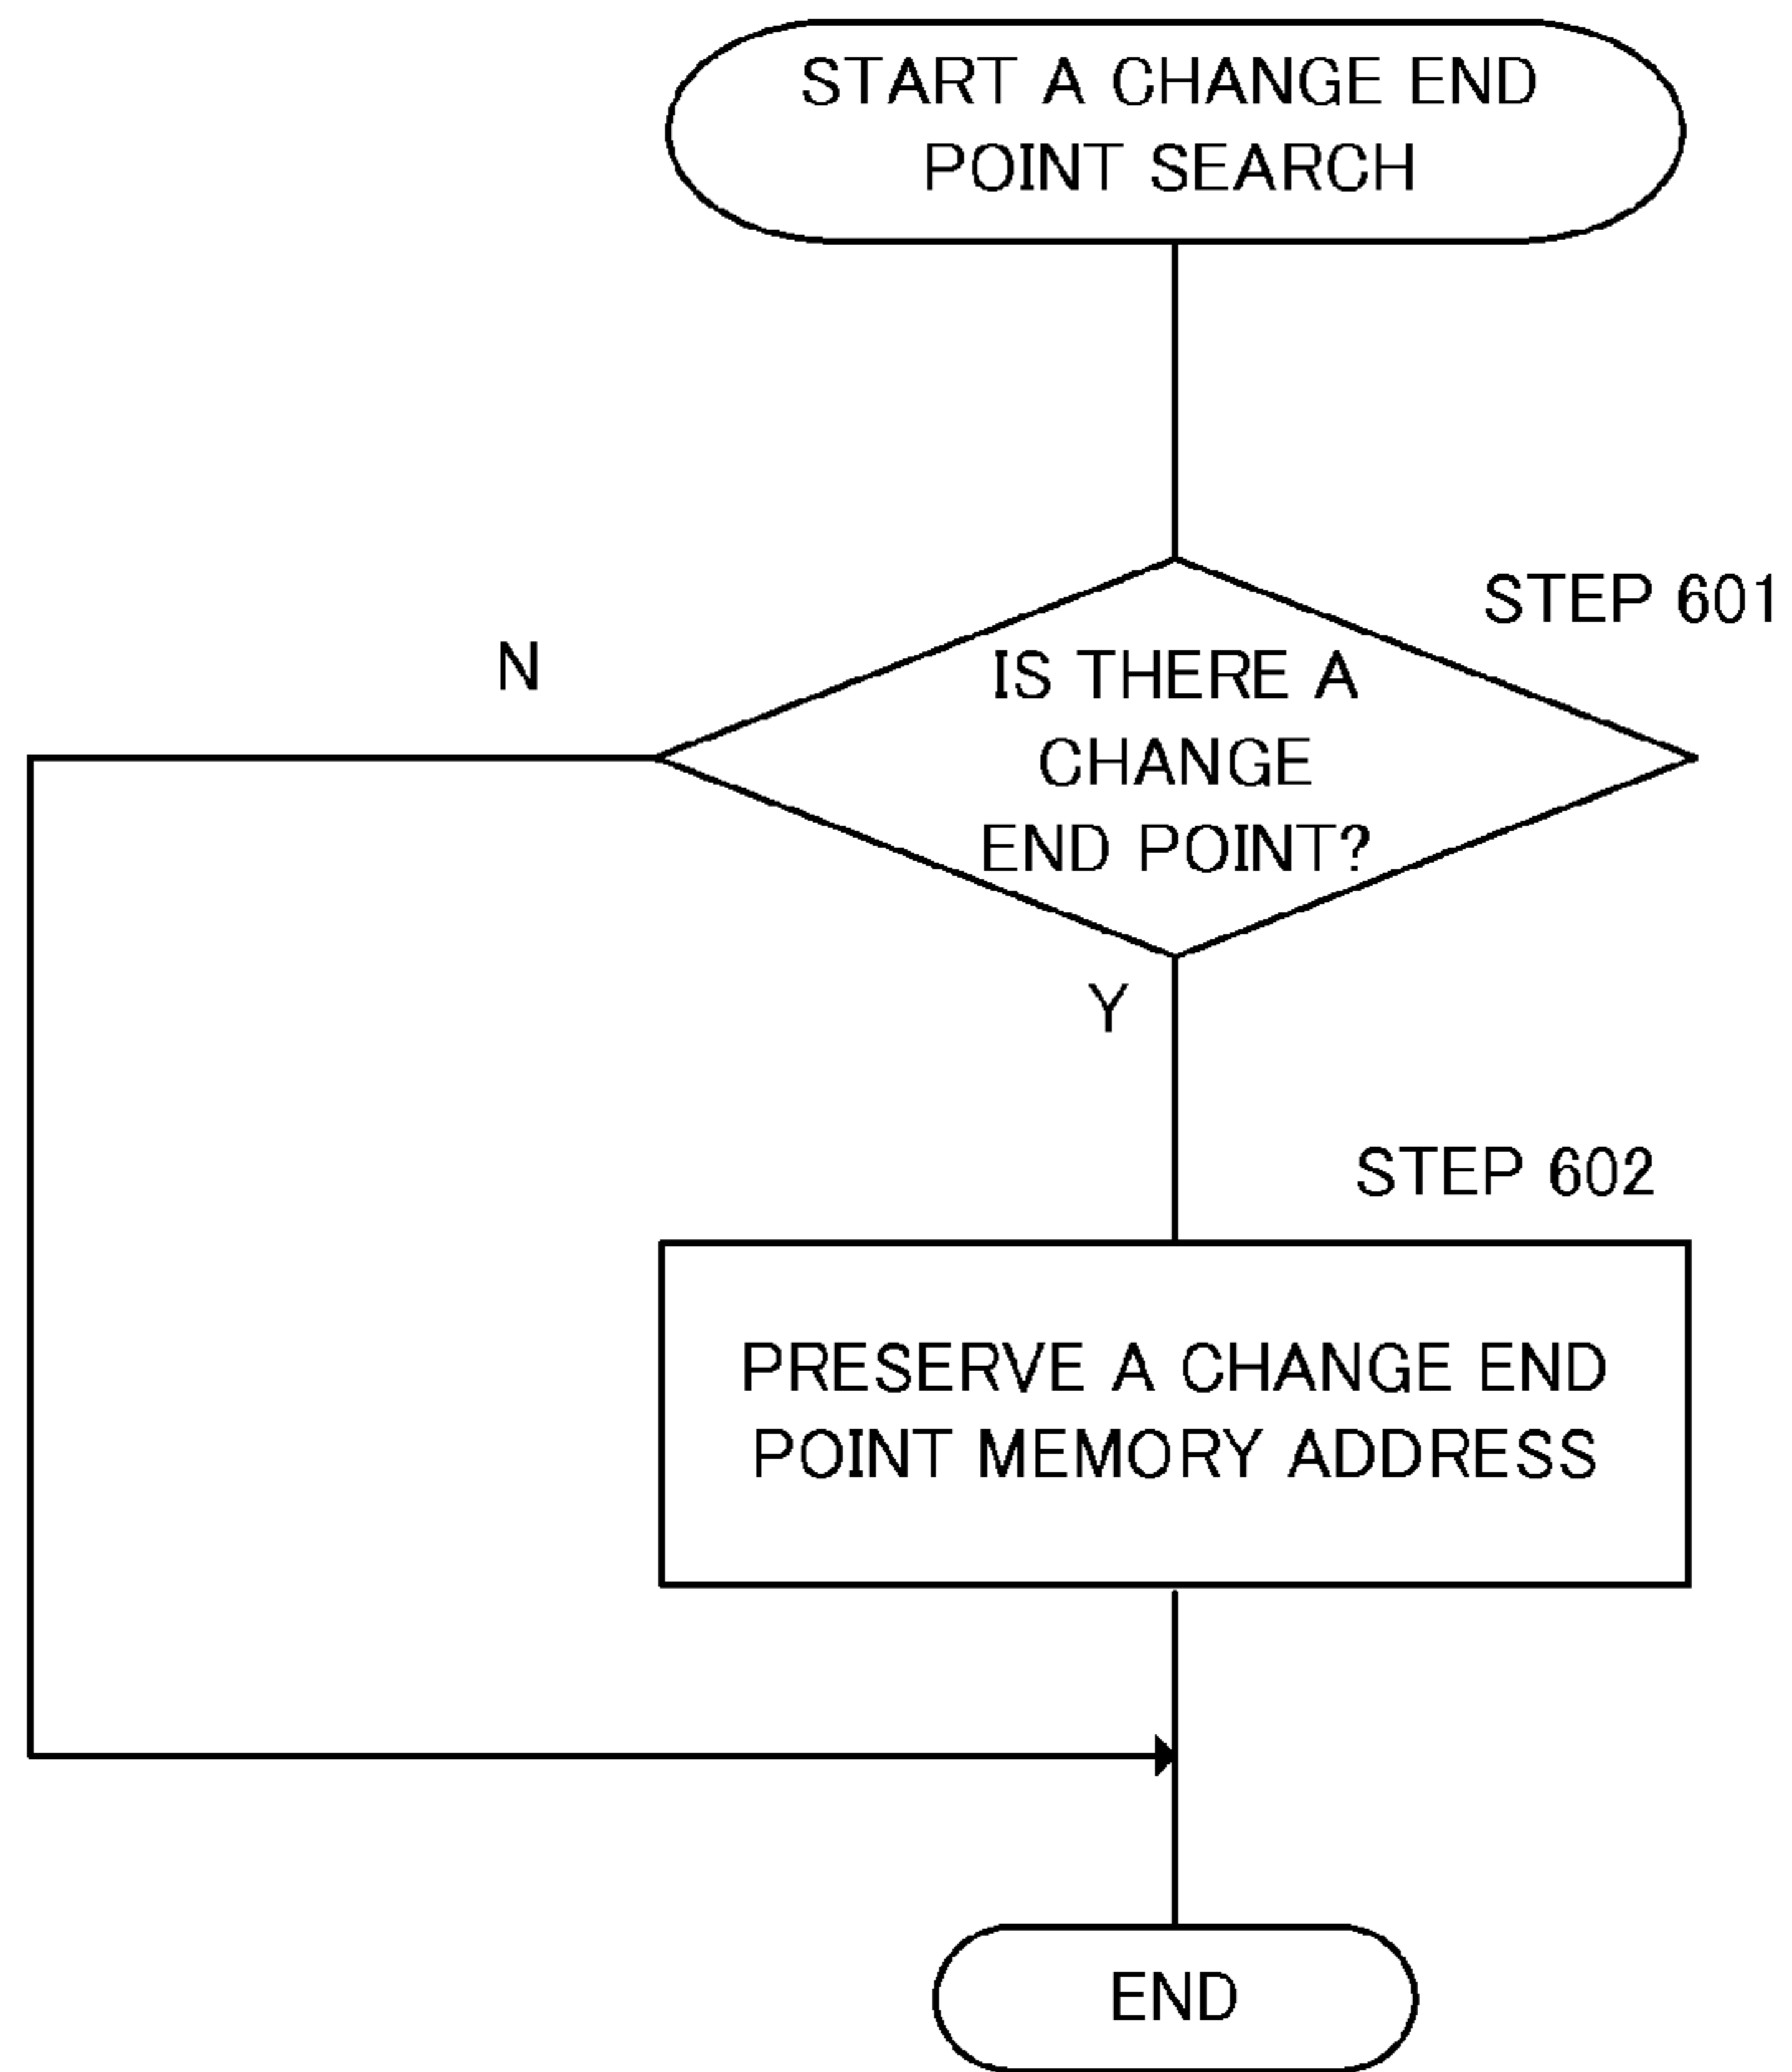 START A CHANGE END
POINT SEARCH
STEP 601
N
IS THERE A
CHANGE
END POINT?
Y
STEP 602
PRESERVE A CHANGE END
POINT MEMORY ADDRESS
END